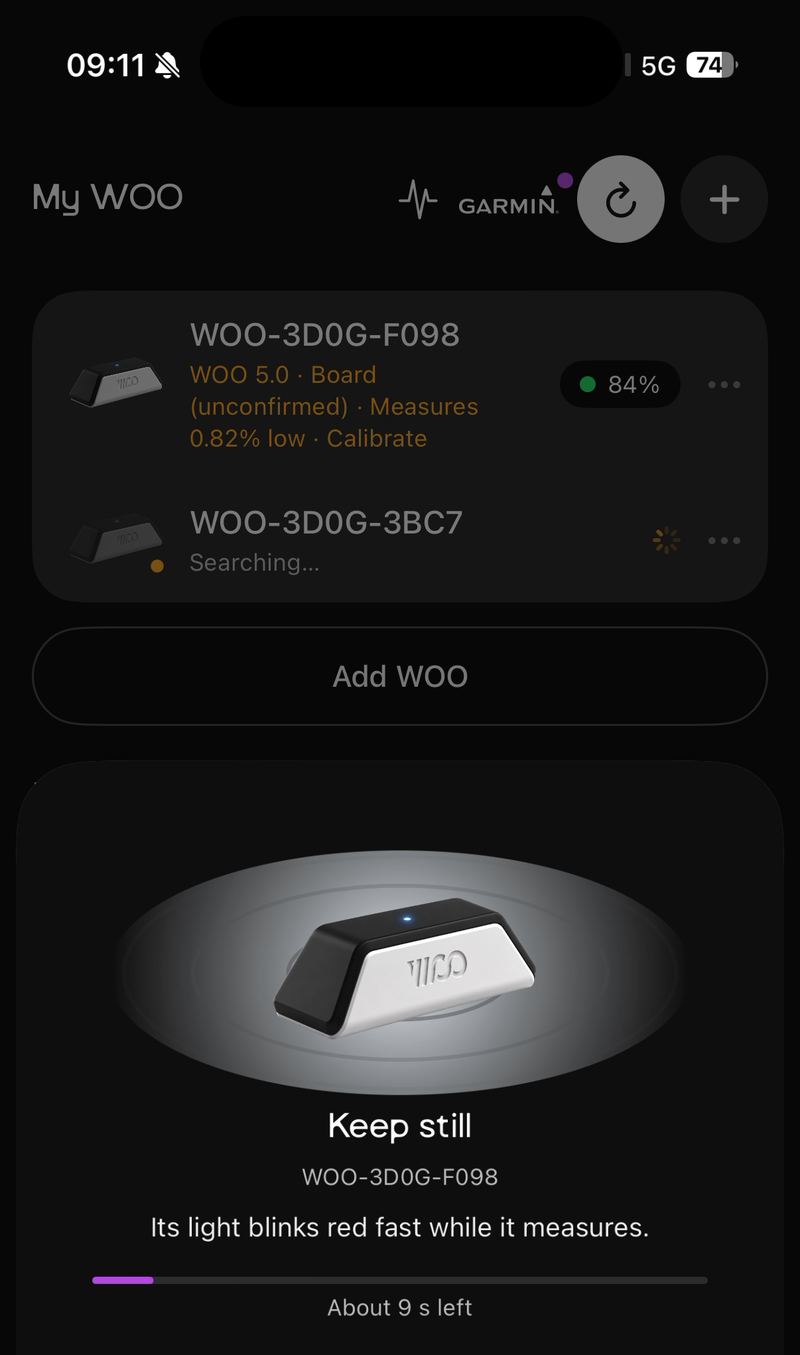 09:11
5G 74
My WOO
GARMIN
WOO-3D0G-F098
WOO 5.0 · Board
(unconfirmed) · Measures
0.82% low · Calibrate
84%
WOO-3D0G-3BC7
Searching...
Add WOO
WOO
Keep still
WOO-3D0G-F098
Its light blinks red fast while it measures.
About 9 s left